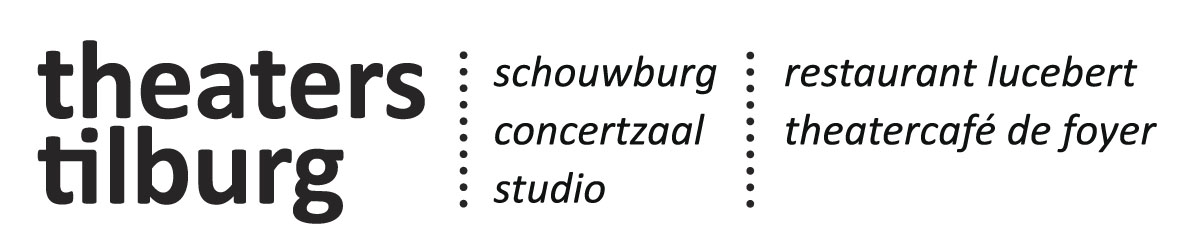 theaters
tilburg
schouwburg
concertzaal
studio
restaurant lucebert
theatercafé de foyer